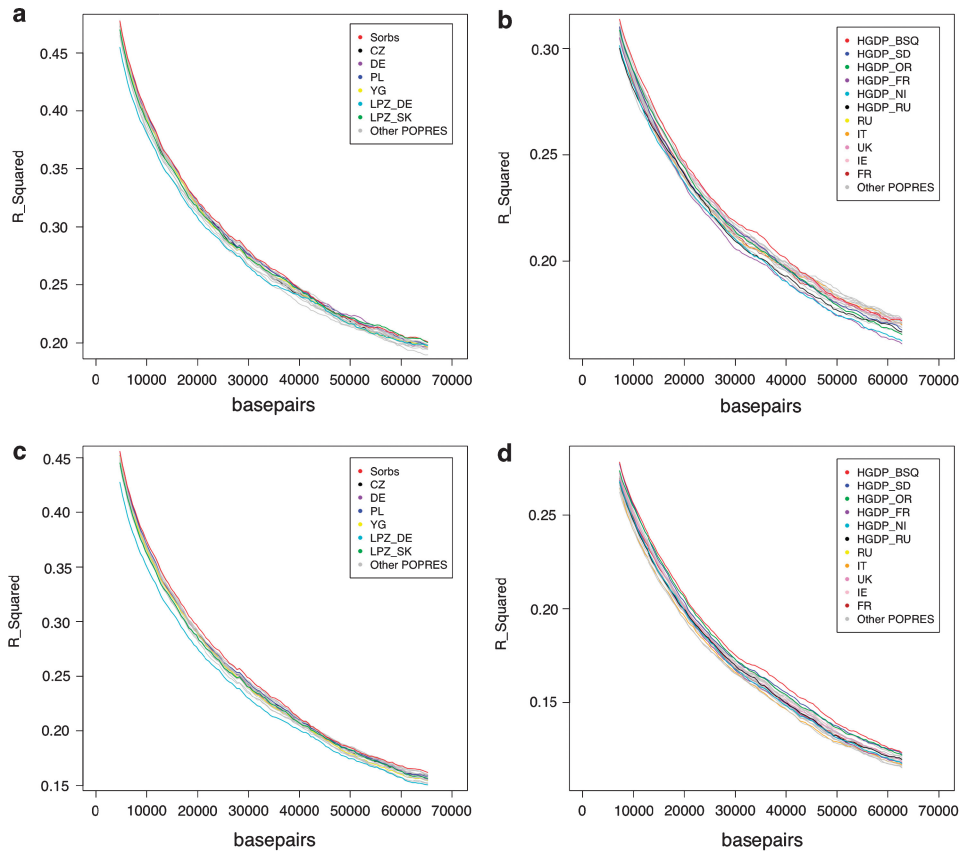 a
R_Squared
0.45
0.40
0.35
0.30
0.25
0.20
Sorbs
CZ
DE
PL
YG
LPZ_DE
LPZ_SK
Other POPRES
0 10000 20000 30000 40000 50000 60000 70000
basepairs
b
R_Squared
0.30
0.25
0.20
HGDP_BSQ
HGDP_SD
HGDP_OR
HGDP_FR
HGDP_NI
HGDP_RU
RU
IT
UK
IE
FR
Other POPRES
0 10000 20000 30000 40000 50000 60000 70000
basepairs
c
R_Squared
0.45
0.40
0.35
0.30
0.25
0.20
0.15
Sorbs
CZ
DE
PL
YG
LPZ_DE
LPZ_SK
Other POPRES
0 10000 20000 30000 40000 50000 60000 70000
basepairs
d
R_Squared
0.25
0.20
0.15
HGDP_BSQ
HGDP_SD
HGDP_OR
HGDP_FR
HGDP_NI
HGDP_RU
RU
IT
UK
IE
FR
Other POPRES
0 10000 20000 30000 40000 50000 60000 70000
basepairs